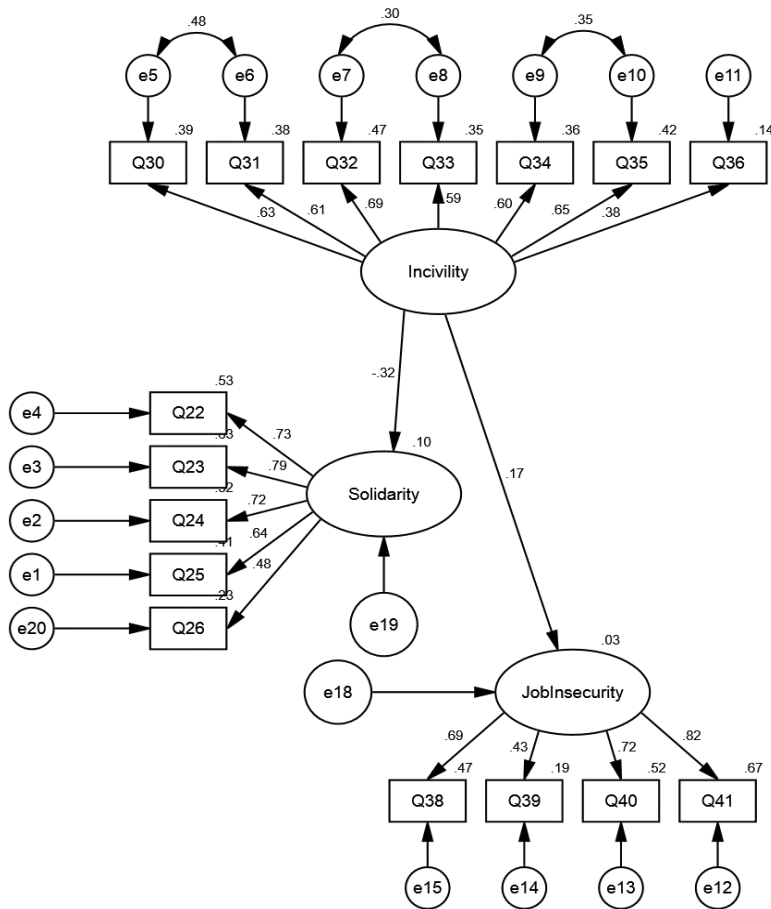 .48 .30 .35
e5 e6 e7 e8 e9 e10 e11
.39 .38 .47 .35 .36 .42 .14
Q30 Q31 Q32 Q33 Q34 Q35 Q36
.63 .61 .69 .59 .60 .65 .38
Incivility
-.32
.17
.53
e4 Q22
.73
.10
e3 Q23
.79
Solidarity
e2 Q24
.72
.64
e1 Q25
.48
.23
e20 Q26
e19
.03
e18
JobInsecurity
.69 .43 .72 .82
.47 .19 .52 .67
Q38 Q39 Q40 Q41
e15 e14 e13 e12